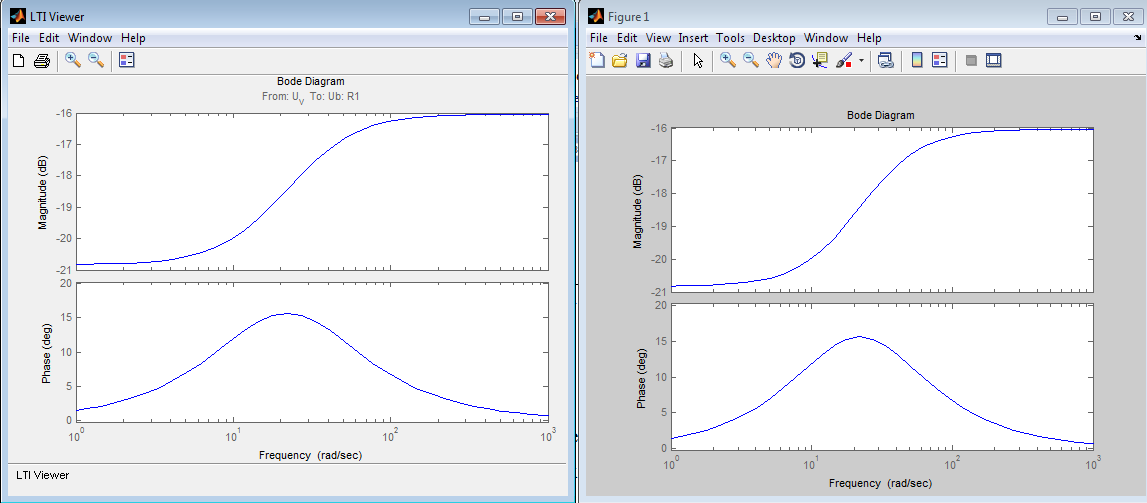 LTI Viewer
File Edit Window Help
Bode Diagram
From: U_V To: Ub: R1
-16
-17
-18
-19
-20
-21
Magnitude (dB)
20
15
10
5
0
Phase (deg)
10^0 10^1 10^2 10^3
Frequency (rad/sec)
LTI Viewer
Figure 1
File Edit View Insert Tools Desktop Window Help
Bode Diagram
-16
-17
-18
-19
-20
-21
Magnitude (dB)
20
15
10
5
0
Phase (deg)
10^0 10^1 10^2 10^3
Frequency (rad/sec)